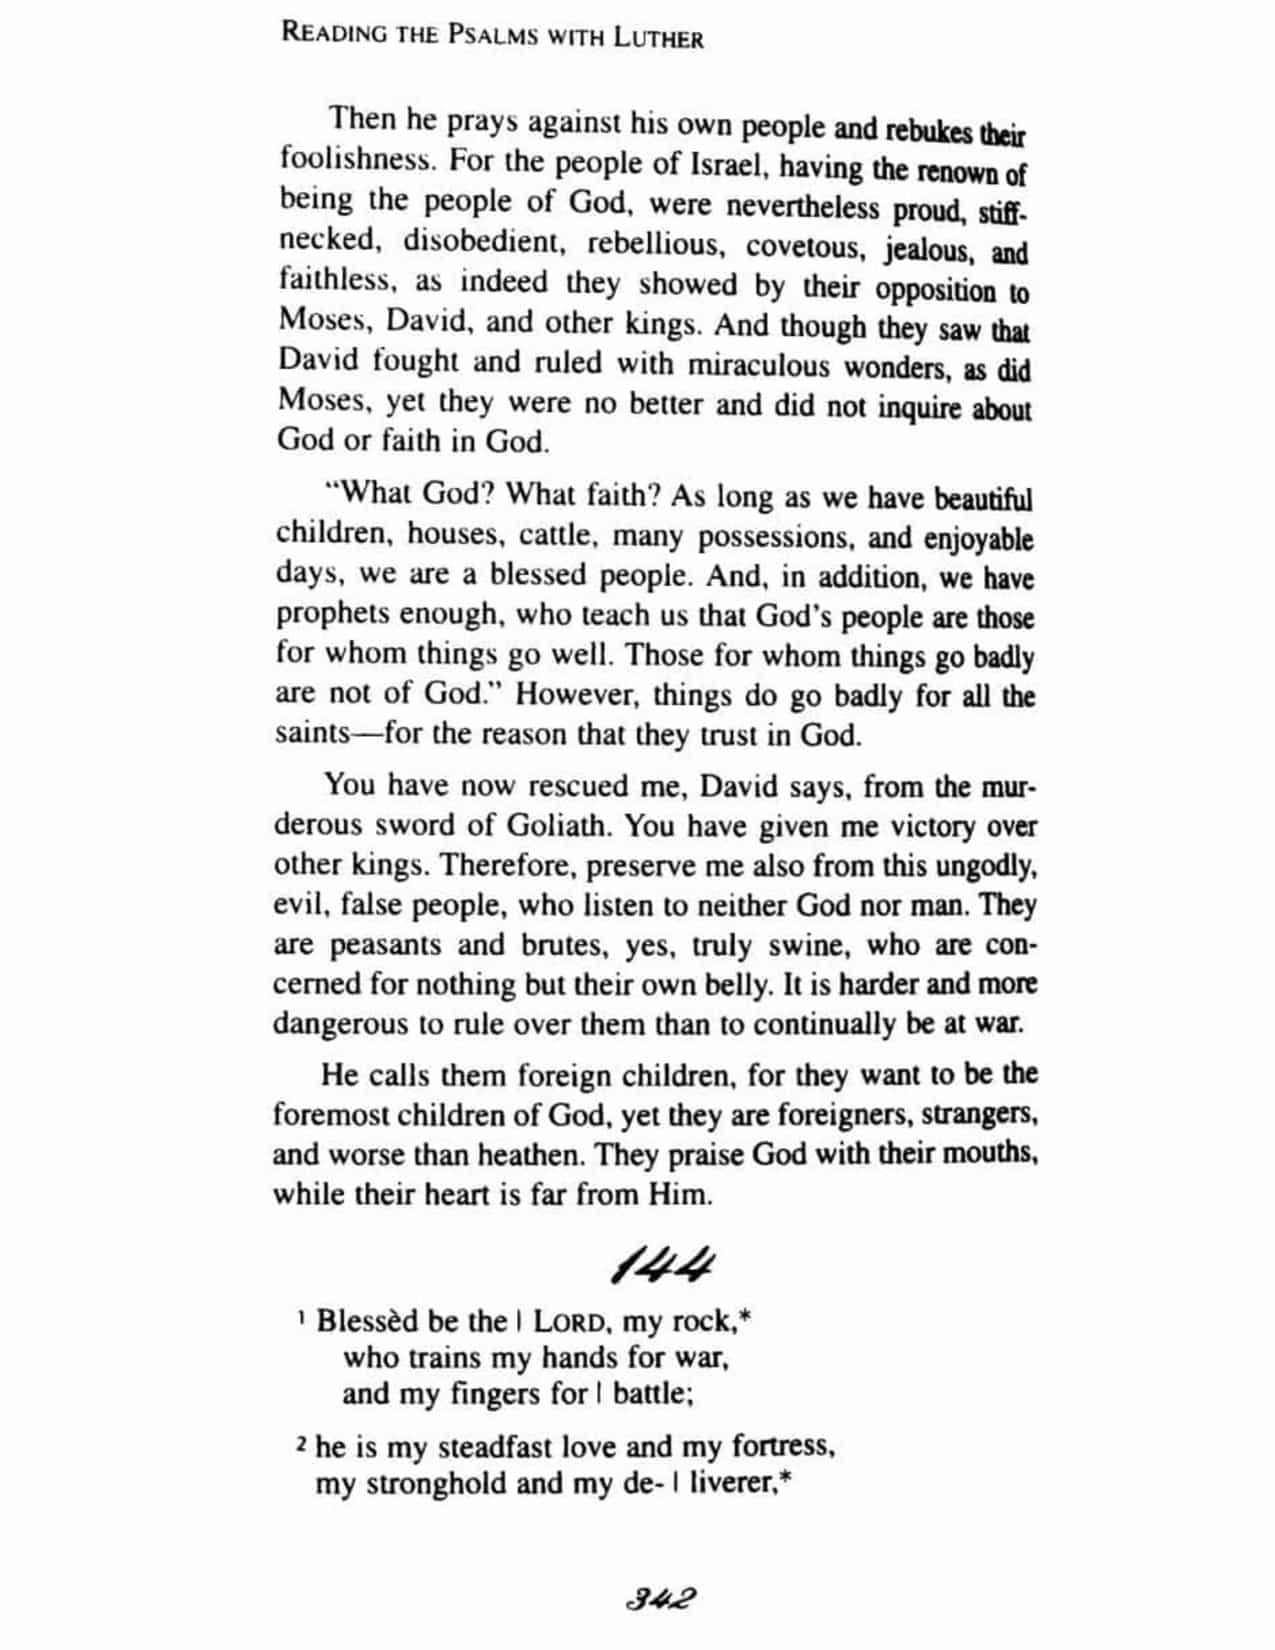 READING THE PSALMS WITH LUTHER
Then he prays against his own people and rebukes their
foolishness. For the people of Israel, having the renown of
being the people of God, were nevertheless proud, stiff-
necked, disobedient, rebellious, covetous, jealous, and
faithless, as indeed they showed by their opposition to
Moses, David, and other kings. And though they saw that
David fought and ruled with miraculous wonders, as did
Moses, yet they were no better and did not inquire about
God or faith in God.
“What God? What faith? As long as we have beautiful
children, houses, cattle, many possessions, and enjoyable
days, we are a blessed people. And, in addition, we have
prophets enough, who teach us that God’s people are those
for whom things go well. Those for whom things go badly
are not of God.” However, things do go badly for all the
saints—for the reason that they trust in God.
You have now rescued me, David says, from the mur-
derous sword of Goliath. You have given me victory over
other kings. Therefore, preserve me also from this ungodly,
evil, false people, who listen to neither God nor man. They
are peasants and brutes, yes, truly swine, who are con-
cerned for nothing but their own belly. It is harder and more
dangerous to rule over them than to continually be at war.
He calls them foreign children, for they want to be the
foremost children of God, yet they are foreigners, strangers,
and worse than heathen. They praise God with their mouths,
while their heart is far from Him.
144
1 Blessèd be the | LORD, my rock,*
who trains my hands for war,
and my fingers for | battle;
2 he is my steadfast love and my fortress,
my stronghold and my de- | liverer,*
342